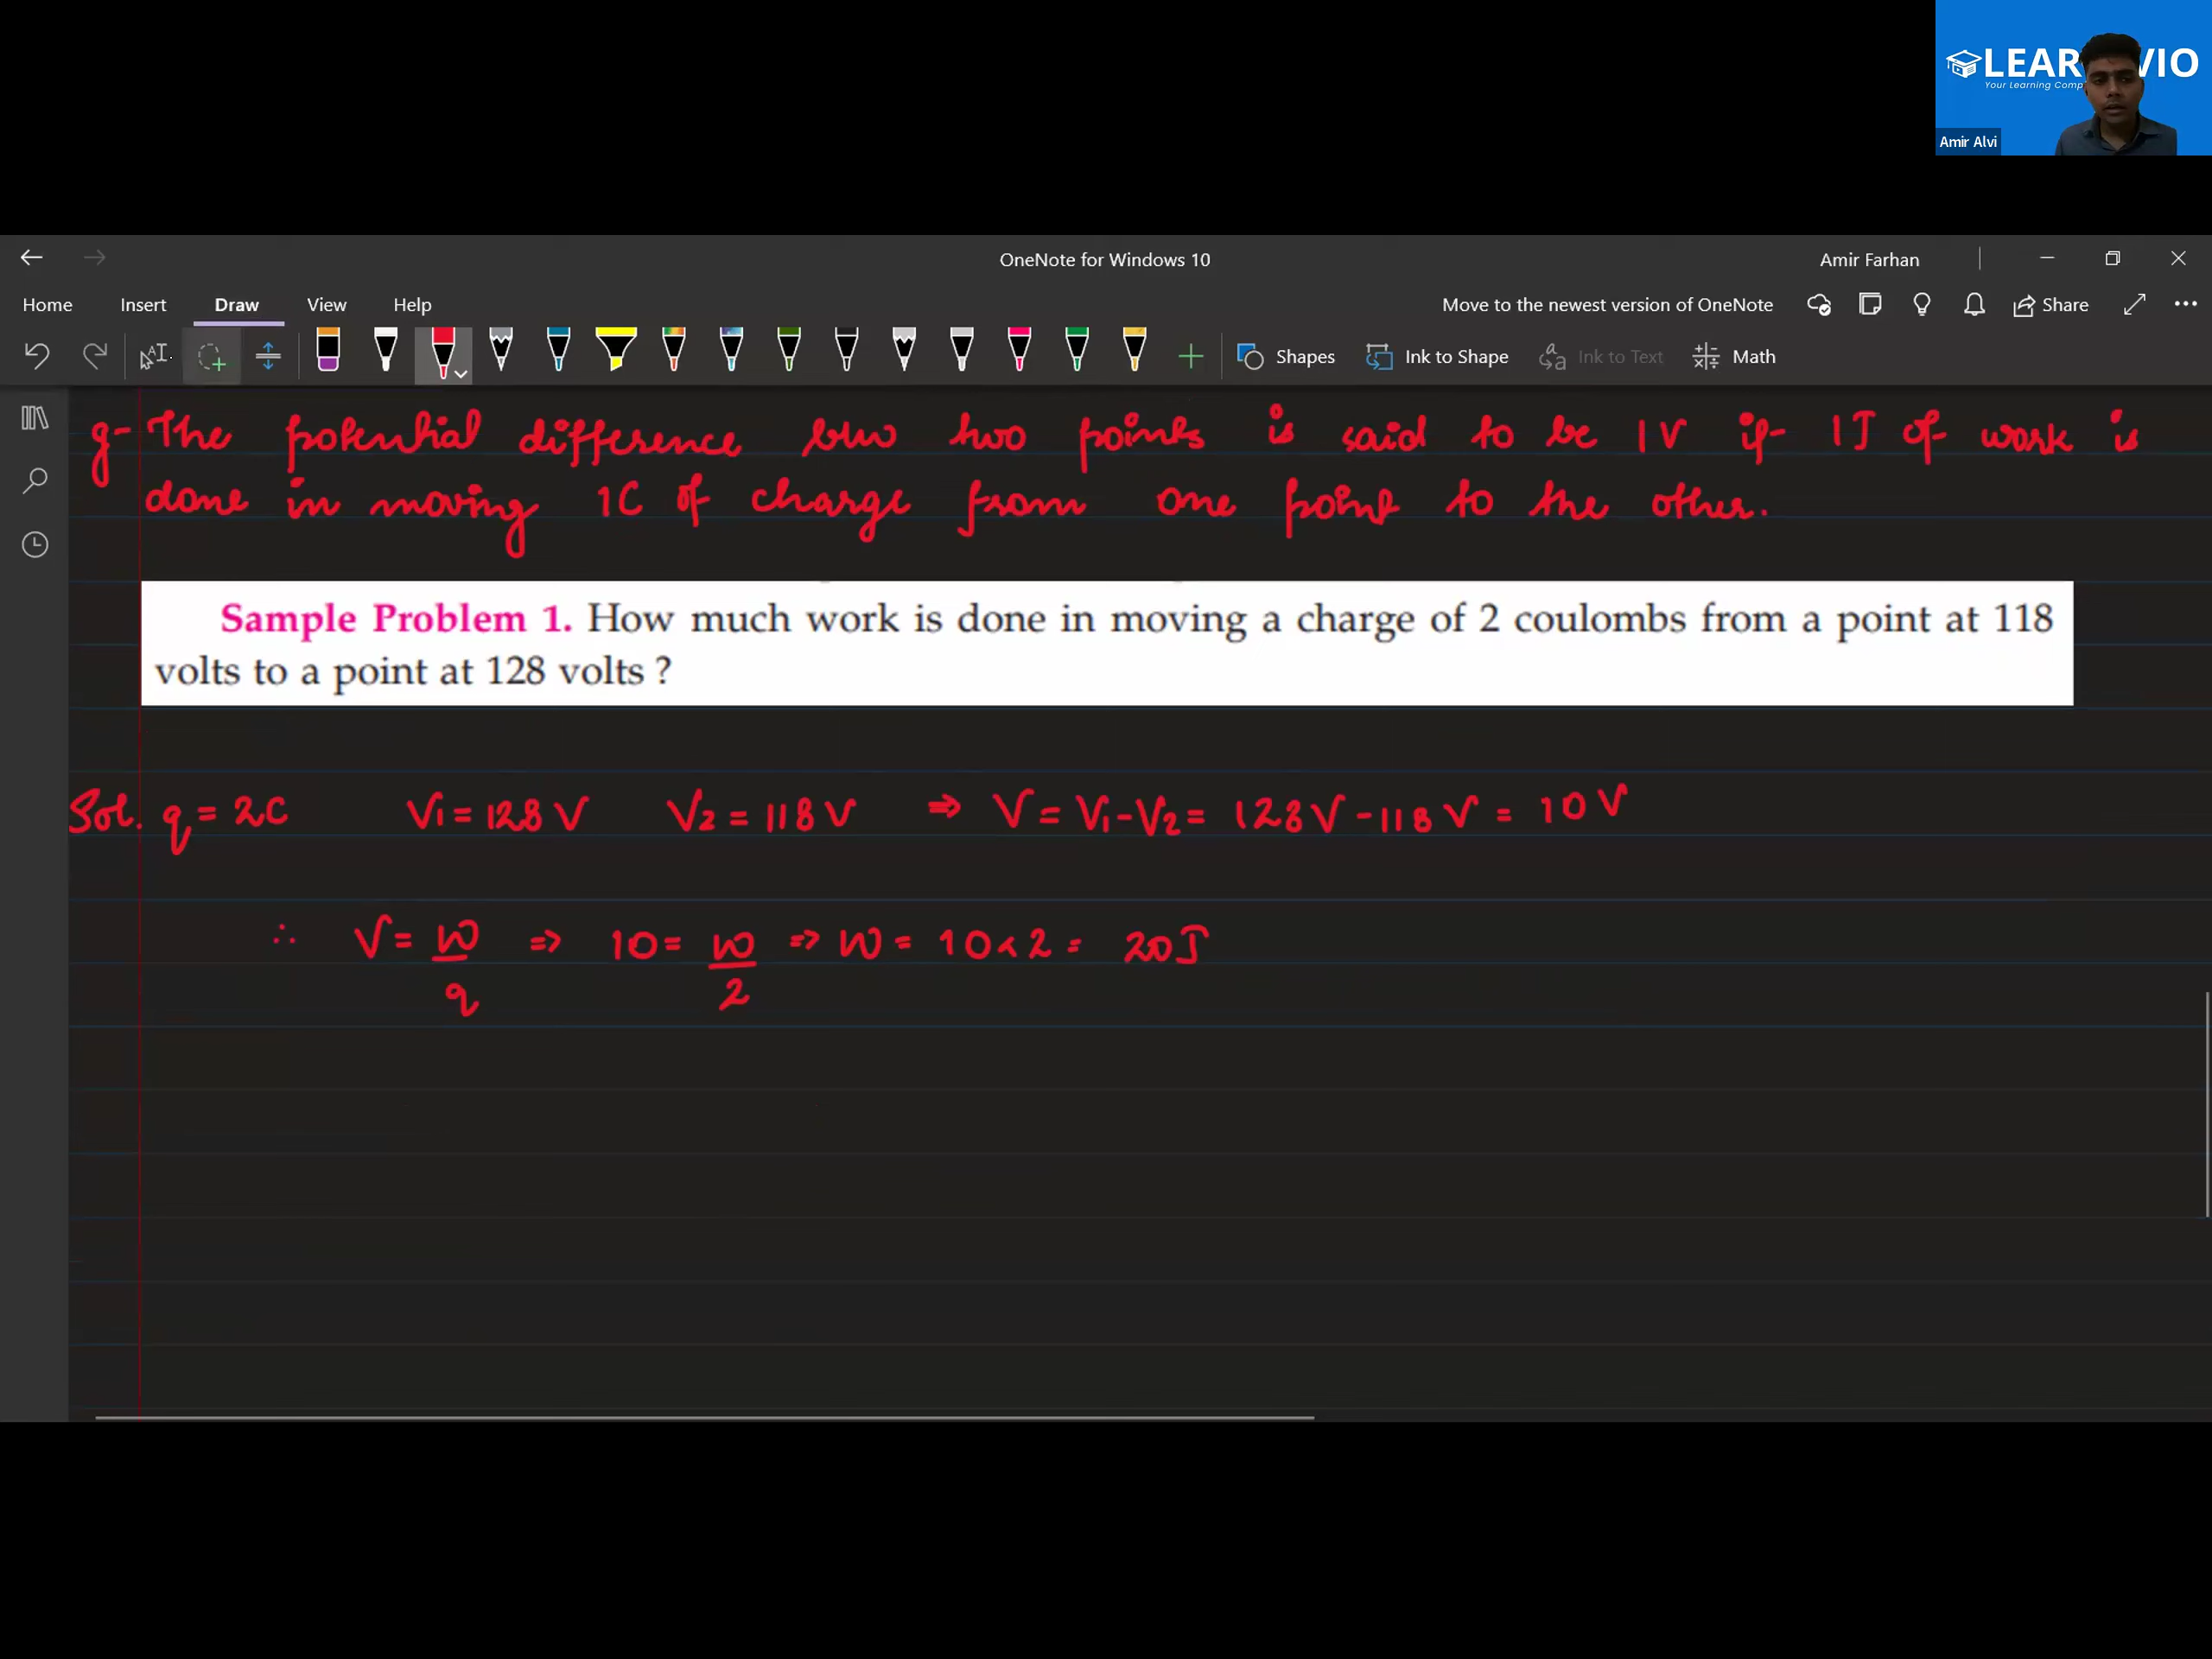 LEAR VIO
Your Learning Comp
Amir Alvi
OneNote for Windows 10
Amir Farhan
Home Insert Draw View Help
Move to the newest version of OneNote
Share
Shapes Ink to Shape Ink to Text Math
g- The potential difference b/w two points is said to be 1V if 1J of work is
done in moving 1C of charge from one point to the other.
Sample Problem 1. How much work is done in moving a charge of 2 coulombs from a point at 118
volts to a point at 128 volts ?
Sol. q = 2C V1 = 128 V V2 = 118 V ⇒ V = V1 - V2 = 128 V - 118 V = 10 V
∴ V = w/q ⇒ 10 = w/2 ⇒ W = 10 × 2 = 20 J